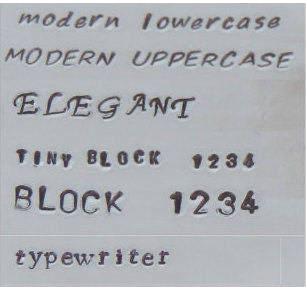 modern lowercase
MODERN UPPERCASE
ELEGANT
TINY BLOCK 1234
BLOCK 1234
typewriter